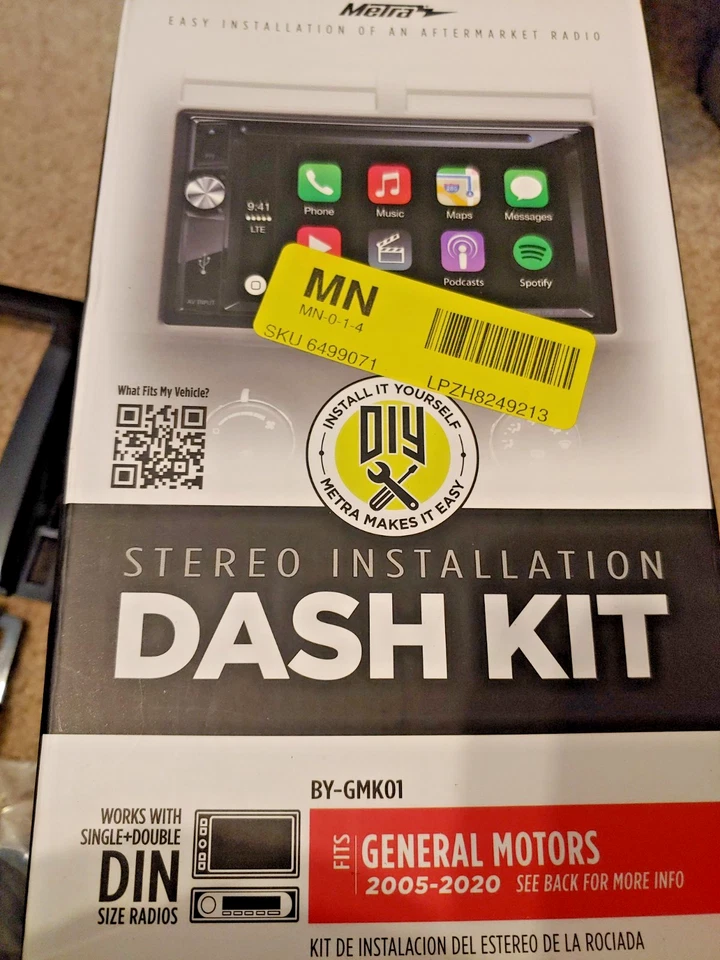 Metra
EASY INSTALLATION OF AN AFTERMARKET RADIO
9:41
LTE
Phone
Music
Maps
Messages
Podcasts
Spotify
MN
MN-0-1-4
SKU 6499071
LPZH8249213
What Fits My Vehicle?
INSTALL IT YOURSELF
DIY
METRA MAKES IT EASY
STEREO INSTALLATION
DASH KIT
BY-GMK01
WORKS WITH
SINGLE+DOUBLE
DIN
SIZE RADIOS
FITS
GENERAL MOTORS
2005-2020 SEE BACK FOR MORE INFO
KIT DE INSTALACION DEL ESTEREO DE LA ROCIADA